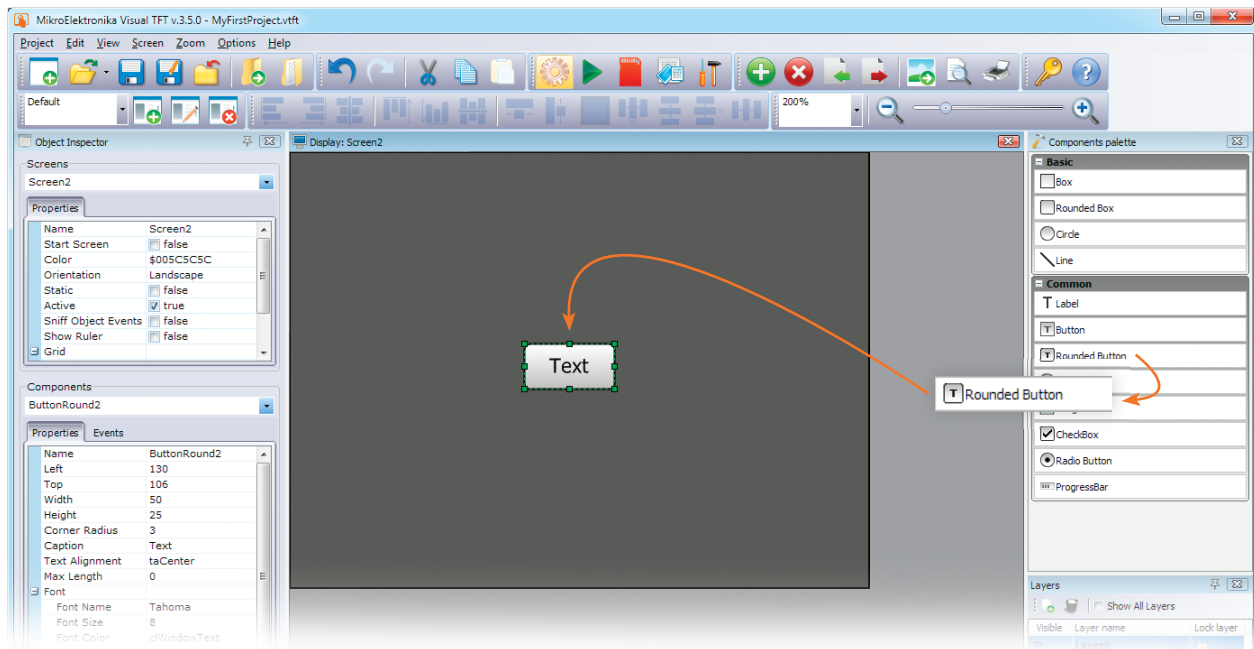 MikroElektronika Visual TFT v.3.5.0 - MyFirstProject.vtft
Project Edit View Screen Zoom Options Help
Default
200%
Object Inspector
Screens
Screen2
Properties
Name Screen2
Start Screen false
Color $005C5C5C
Orientation Landscape
Static false
Active true
Sniff Object Events false
Show Ruler false
Grid
Components
ButtonRound2
Properties Events
Name ButtonRound2
Left 130
Top 106
Width 50
Height 25
Corner Radius 3
Caption Text
Text Alignment taCenter
Max Length 0
Font
Font Name Tahoma
Font Size 8
Font Color clWindowText
Display: Screen2
Text
Rounded Button
Components palette
Basic
Box
Rounded Box
Circle
Line
Common
T Label
T Button
T Rounded Button
CheckBox
Radio Button
ProgressBar
Layers
Show All Layers
Visible Layer name Lock layer
Layer0